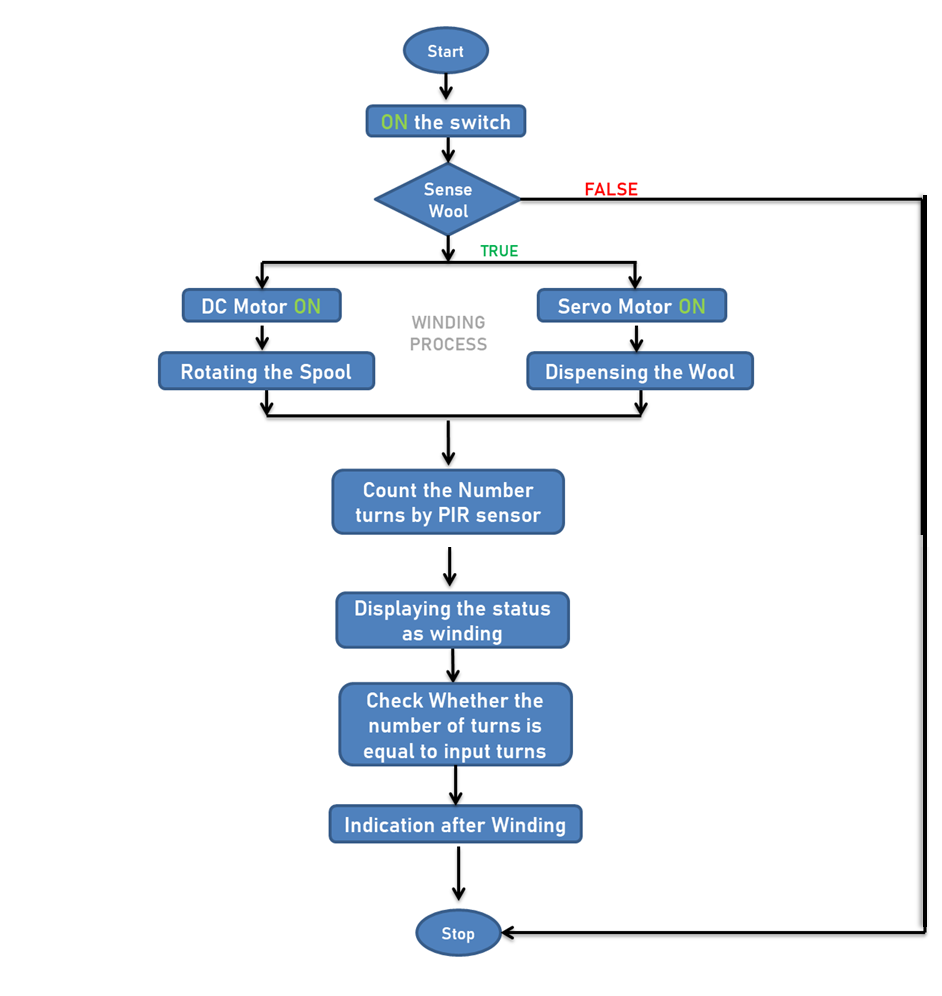 Start
ON the switch
Sense
Wool
FALSE
TRUE
DC Motor ON
Servo Motor ON
WINDING
PROCESS
Rotating the Spool
Dispensing the Wool
Count the Number
turns by PIR sensor
Displaying the status
as winding
Check Whether the
number of turns is
equal to input turns
Indication after Winding
Stop